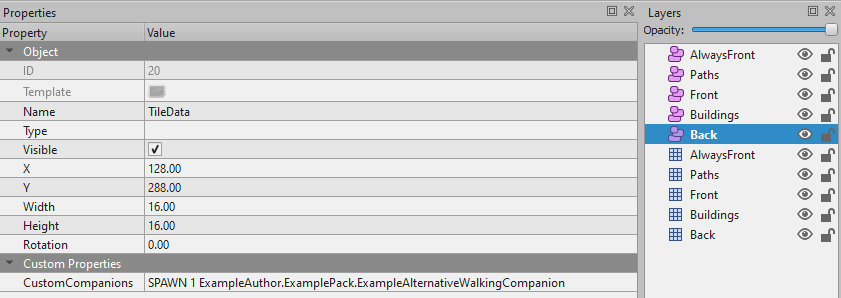 Properties
Property Value
Object
ID 20
Template
Name TileData
Type
Visible
X 128.00
Y 288.00
Width 16.00
Height 16.00
Rotation 0.00
Custom Properties
CustomCompanions SPAWN 1 ExampleAuthor.ExamplePack.ExampleAlternativeWalkingCompanion
Layers
Opacity:
AlwaysFront
Paths
Front
Buildings
Back
AlwaysFront
Paths
Front
Buildings
Back